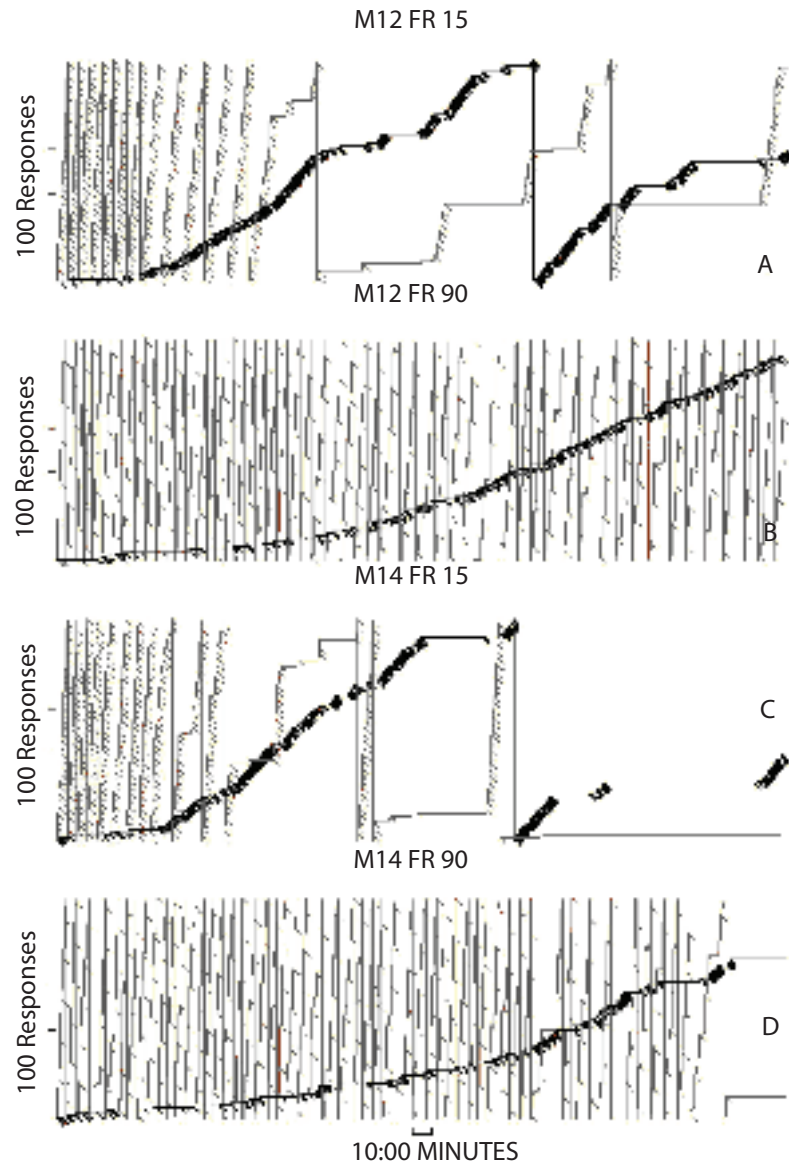 M12 FR 15
100 Responses
A
M12 FR 90
100 Responses
B
M14 FR 15
100 Responses
C
M14 FR 90
100 Responses
D
10:00 MINUTES